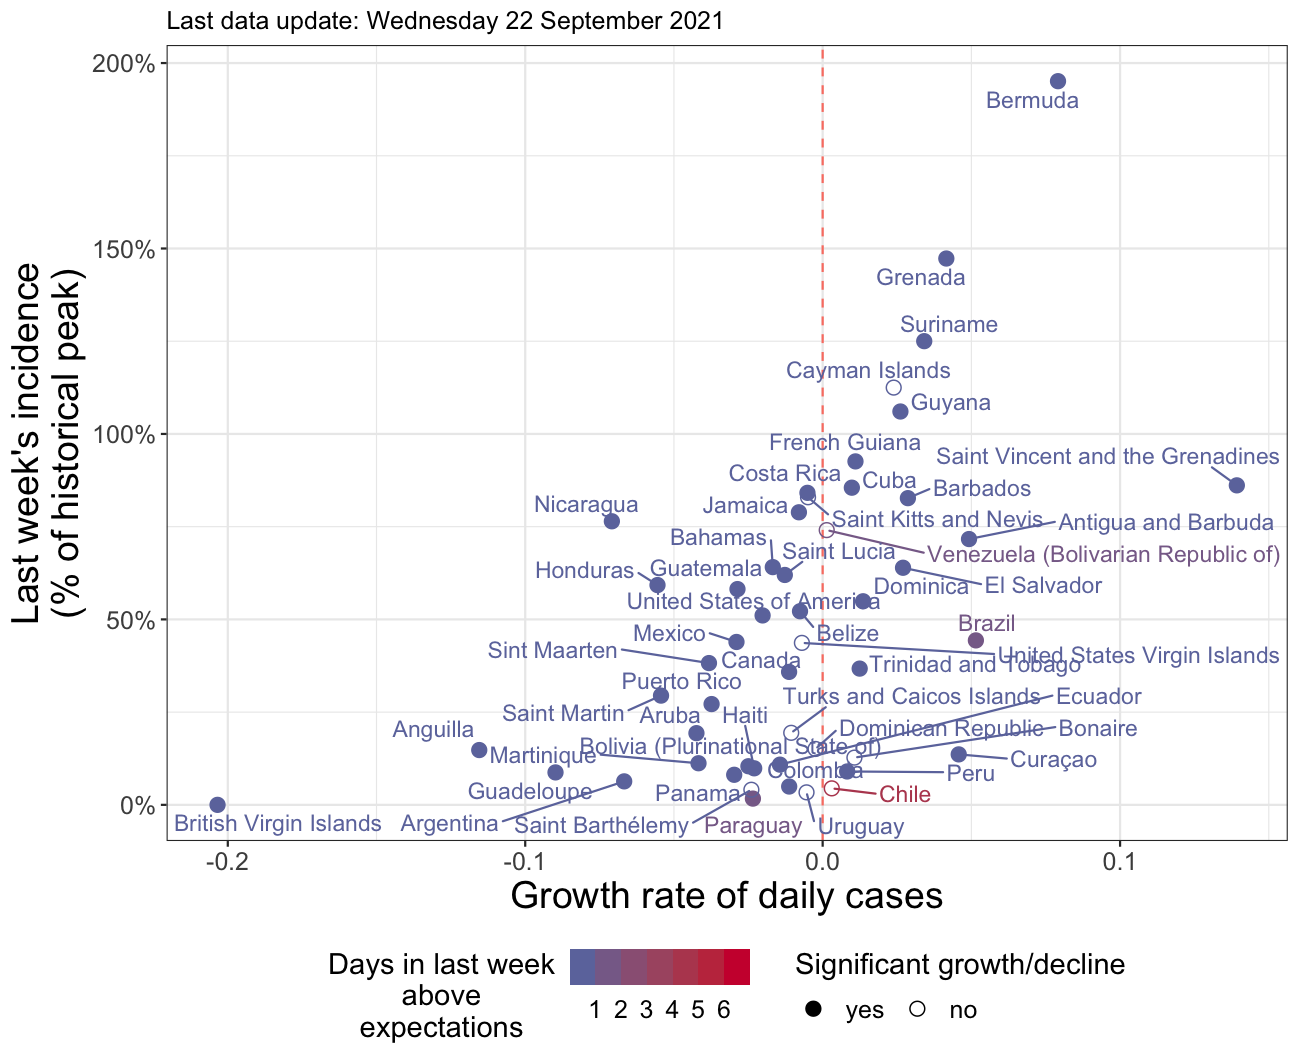 Last data update: Wednesday 22 September 2021
Last week's incidence
(% of historical peak)
200%
150%
100%
50%
0%
Bermuda
Grenada
Suriname
Cayman Islands
Guyana
French Guiana
Saint Vincent and the Grenadines
Costa Rica
Cuba
Barbados
Nicaragua
Jamaica
Saint Kitts and Nevis
Antigua and Barbuda
Bahamas
Saint Lucia
Venezuela (Bolivarian Republic of)
Honduras
Guatemala
Dominica
El Salvador
United States of America
Brazil
Mexico
Belize
Sint Maarten
Canada
United States Virgin Islands
Trinidad and Tobago
Puerto Rico
Turks and Caicos Islands
Ecuador
Saint Martin
Aruba
Haiti
Anguilla
Dominican Republic
Bonaire
Martinique
Bolivia (Plurinational State of)
Curaçao
Colombia
Peru
Guadeloupe
Panama
Chile
British Virgin Islands
Argentina
Saint Barthélemy
Paraguay
Uruguay
-0.2
-0.1
0.0
0.1
Growth rate of daily cases
Days in last week
above
expectations
1 2 3 4 5 6
Significant growth/decline
yes
no